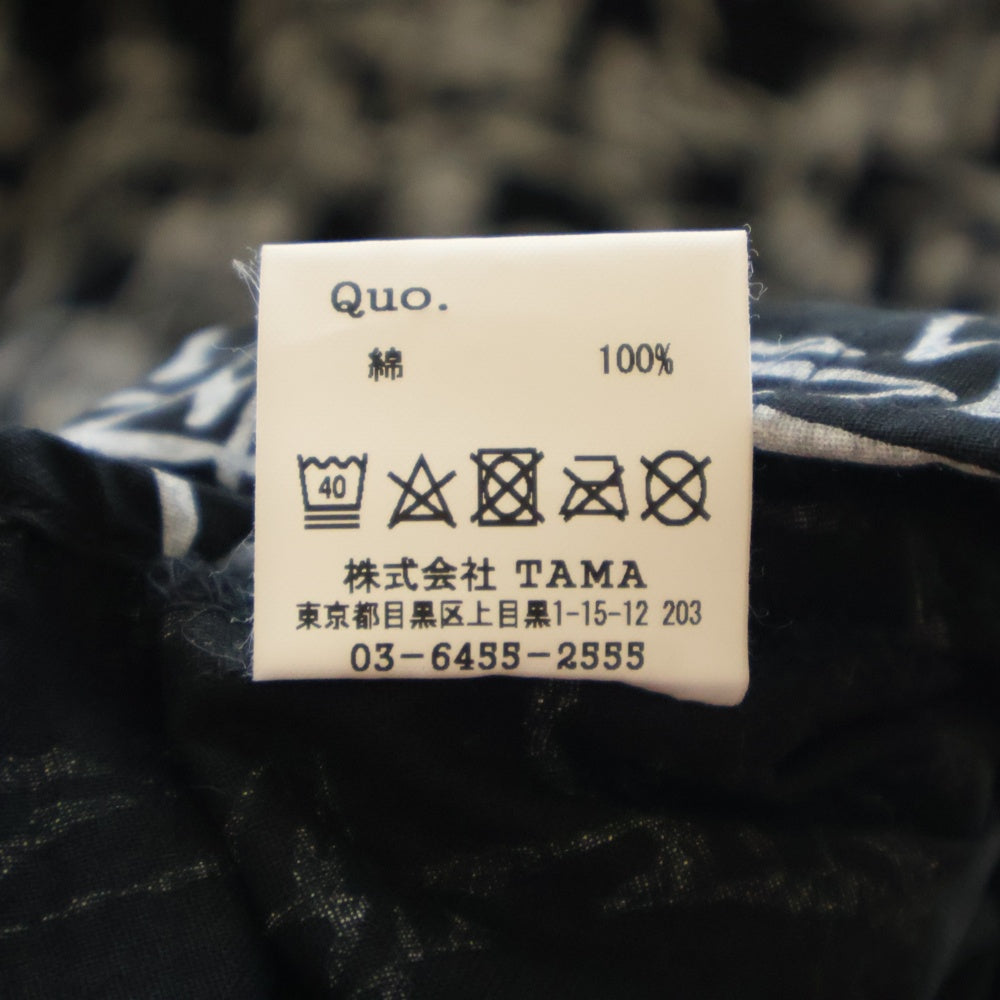 Quo.
綿 100%
40
株式会社 TAMA
東京都目黒区上目黒1-15-12 203
03-6455-2555